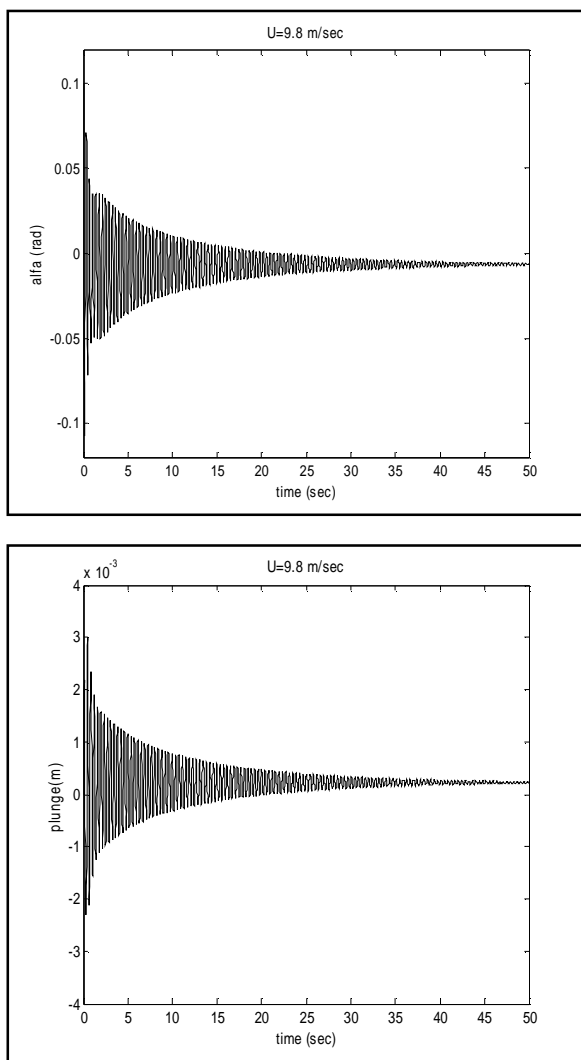 U=9.8 m/sec
0.1
0.05
0
-0.05
-0.1
alfa (rad)
0 5 10 15 20 25 30 35 40 45 50
time (sec)
U=9.8 m/sec
x 10^-3
4
3
2
1
0
-1
-2
-3
-4
plunge(m)
0 5 10 15 20 25 30 35 40 45 50
time (sec)